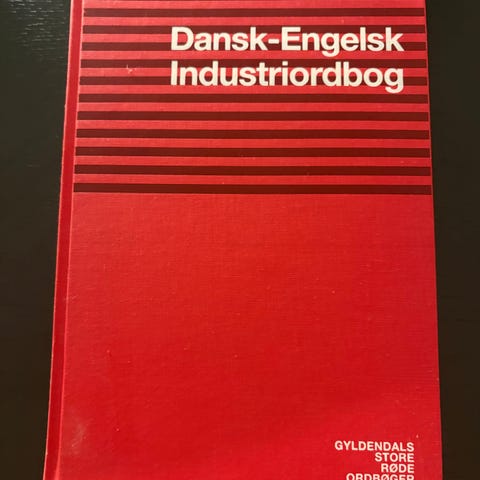 Dansk-Engelsk
Industriordbog
GYLDENDALS
STORE
RØDE
ORDBØGER